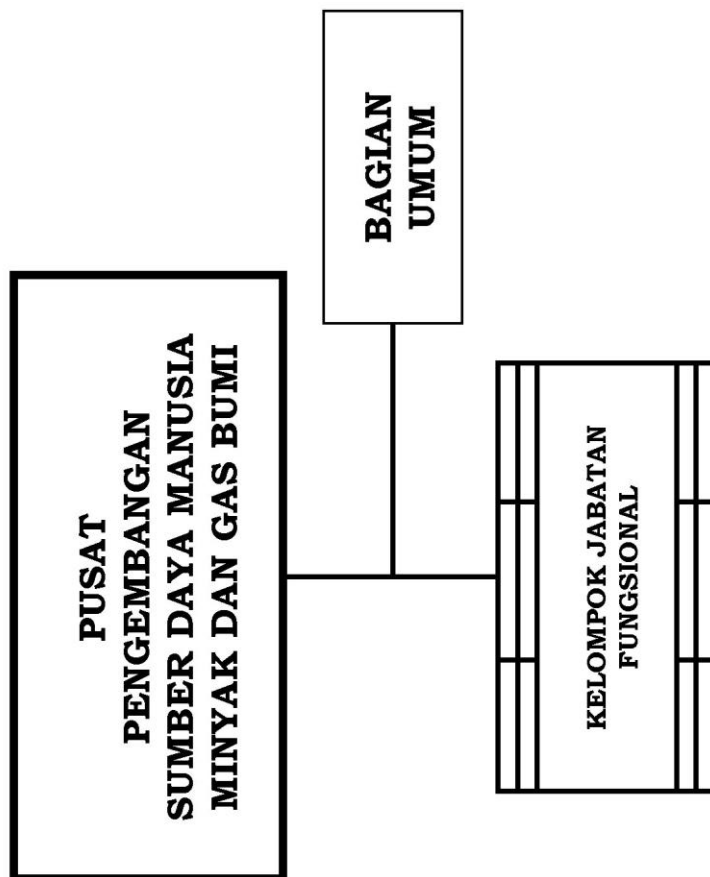 PUSAT
PENGEMBANGAN
SUMBER DAYA MANUSIA
MINYAK DAN GAS BUMI
BAGIAN
UMUM
KELOMPOK JABATAN
FUNGSIONAL